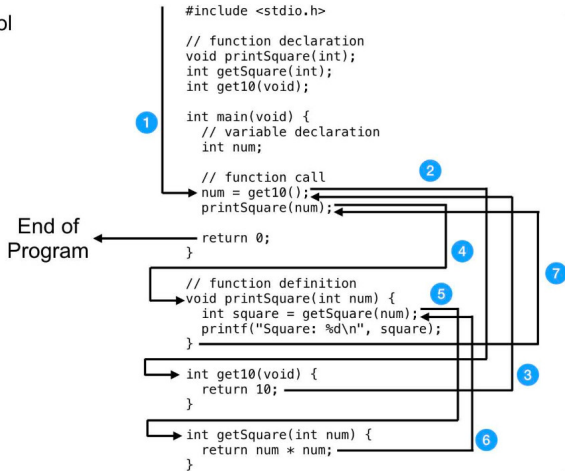 ol
#include <stdio.h>
// function declaration
void printSquare(int);
int getSquare(int);
int get10(void);
int main(void) {
1
// variable declaration
int num;
// function call
2
num = get10();
printSquare(num);
End of
Program
return 0;
}
4
7
// function definition
void printSquare(int num) {
5
int square = getSquare(num);
printf("Square: %d\n", square);
}
int get10(void) {
3
return 10;
}
int getSquare(int num) {
6
return num * num;
}